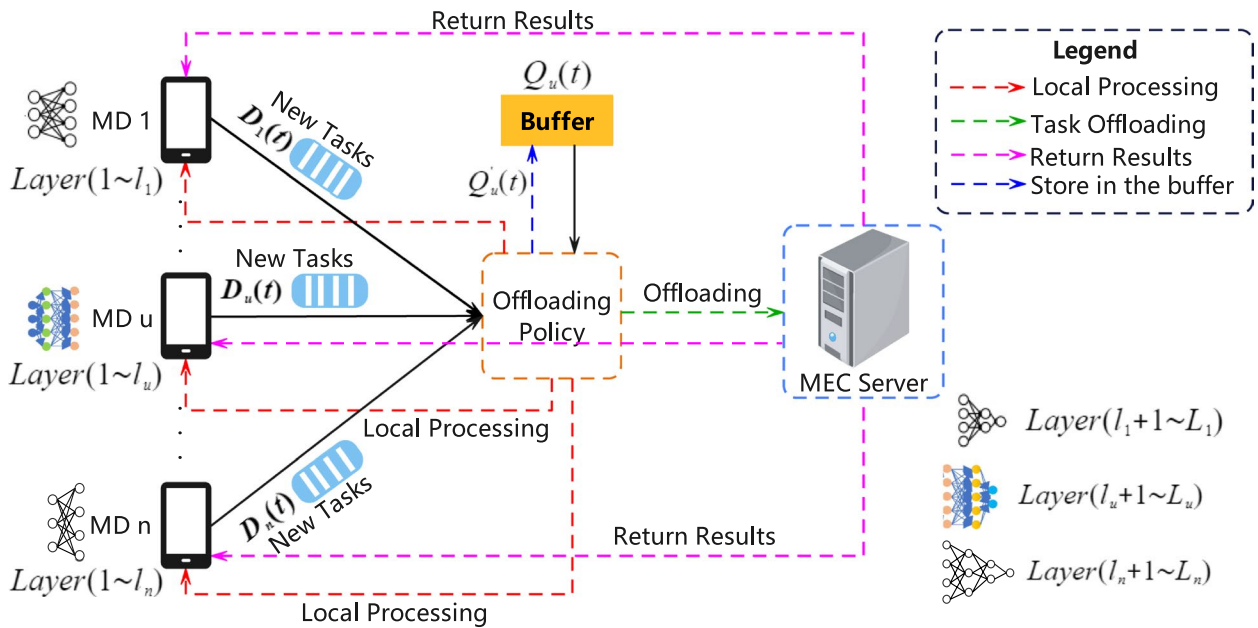 Return Results
Legend
Local Processing
Task Offloading
Return Results
Store in the buffer
Q_u(t)
Buffer
Q'_u(t)
MD 1
Layer(1~l_1)
New Tasks
D_1(t)
New Tasks
D_u(t)
MD u
Layer(1~l_u)
Offloading
Policy
Offloading
MEC Server
Local Processing
D_n(t)
New Tasks
MD n
Layer(1~l_n)
Return Results
Local Processing
Layer(l_1+1~L_1)
Layer(l_u+1~L_u)
Layer(l_n+1~L_n)